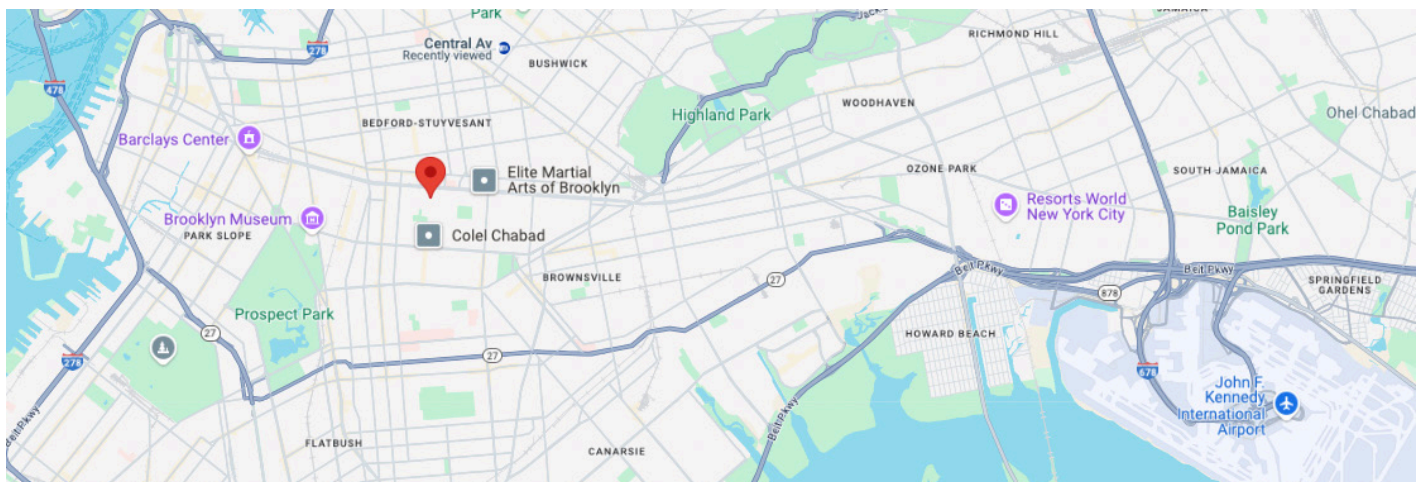 Park
278
Central Av
Recently viewed
BUSHWICK
JAMAICA
RICHMOND HILL
478
BEDFORD-STUYVESANT
Highland Park
WOODHAVEN
Ohel Chabad
Barclays Center
Elite Martial
Arts of Brooklyn
OZONE PARK
SOUTH JAMAICA
Brooklyn Museum
PARK SLOPE
Colel Chabad
Resorts World
New York City
Baisley
Pond Park
BROWNSVILLE
27
Belt Pkwy
Belt Pkwy
878
SPRINGFIELD
GARDENS
Prospect Park
27
27
HOWARD BEACH
278
678
John F.
Kennedy
International
Airport
Belt Pkwy
Belt Pkwy
FLATBUSH
CANARSIE